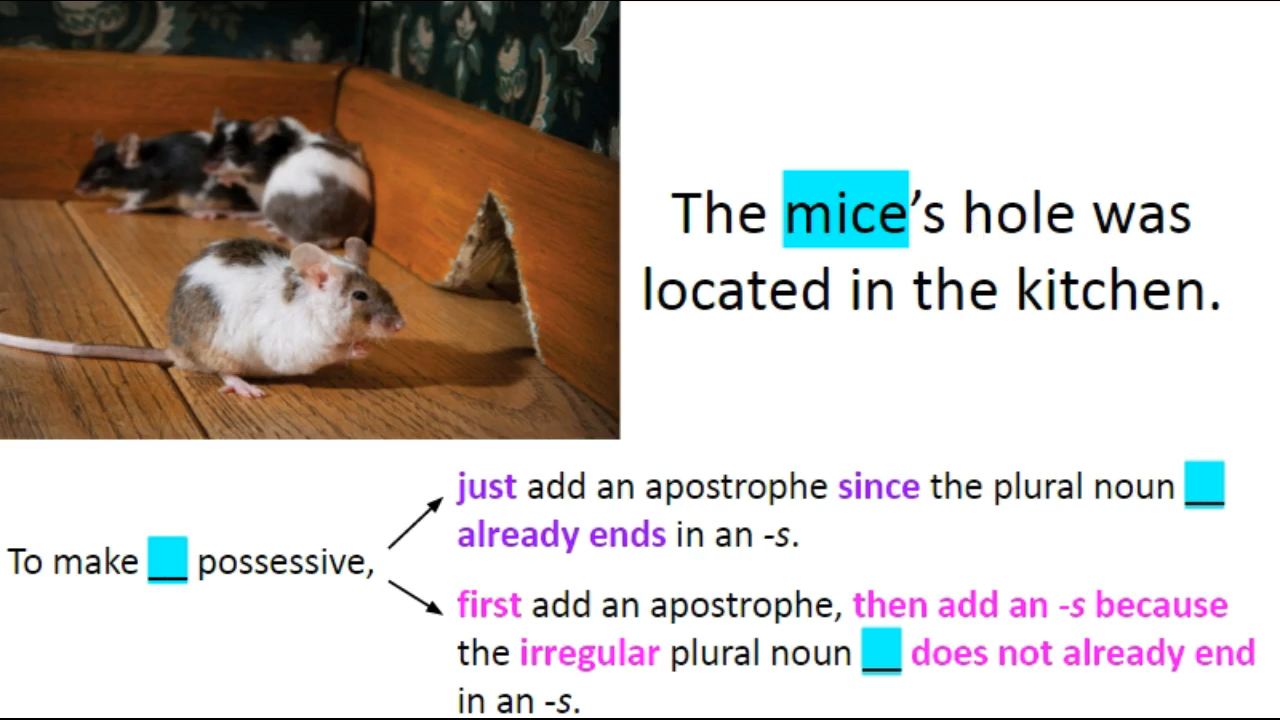 The mice’s hole was
located in the kitchen.
just add an apostrophe since the plural noun __
already ends in an -s.
To make __ possessive,
first add an apostrophe, then add an -s because
the irregular plural noun __ does not already end
in an -s.